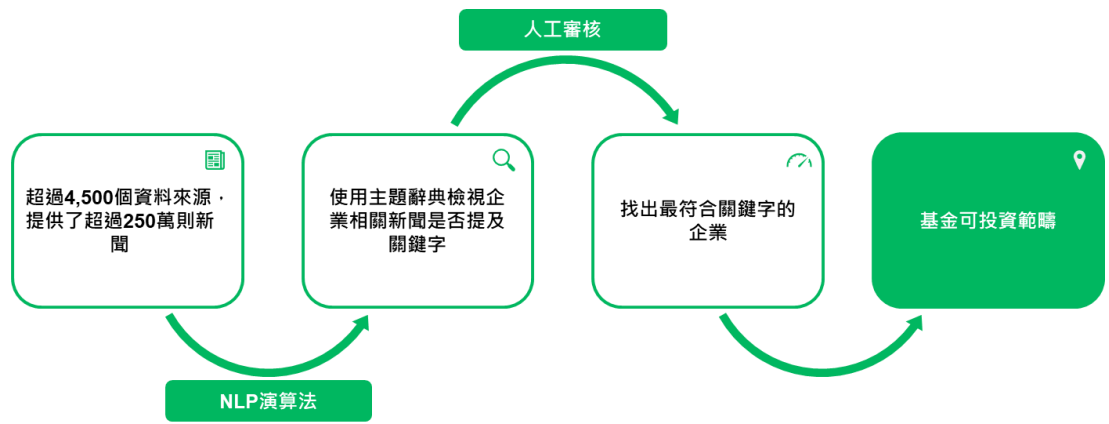 人工審核
超過4,500個資料來源，
提供了超過250萬則新
聞
使用主題辭典檢視企
業相關新聞是否提及
關鍵字
找出最符合關鍵字的
企業
基金可投資範疇
NLP演算法